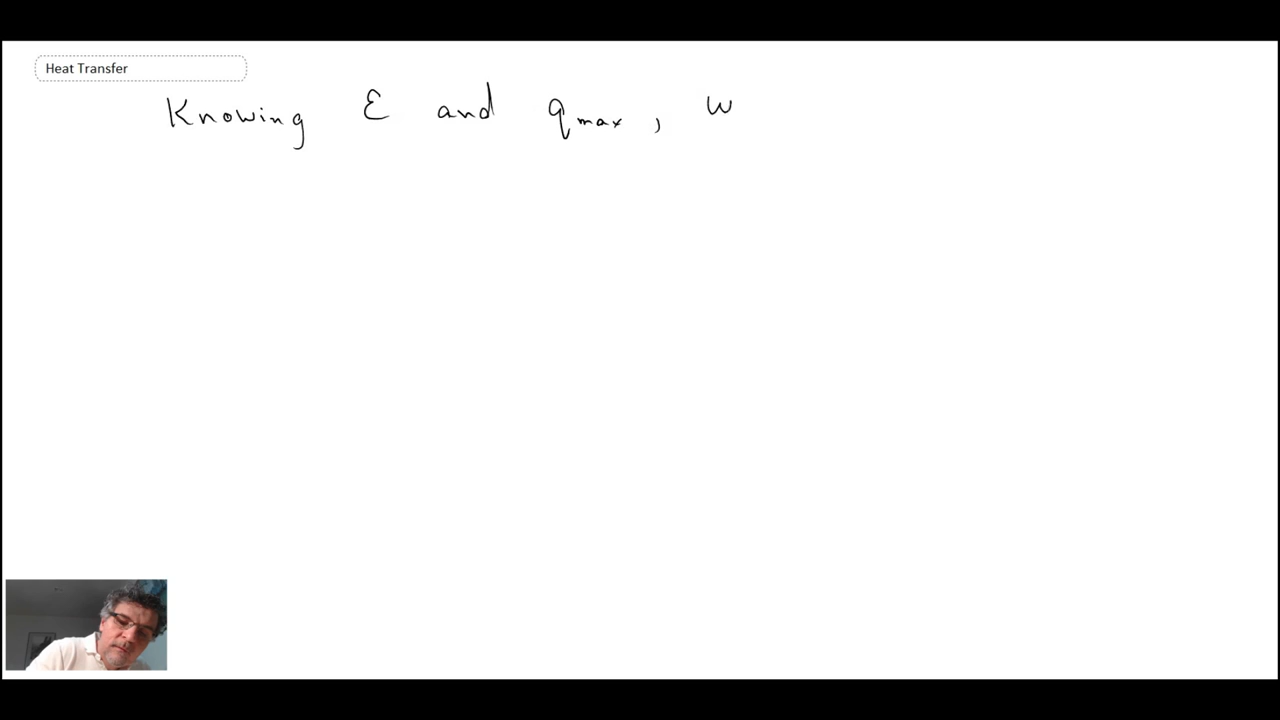 Heat Transfer
Knowing ε and qmax, w